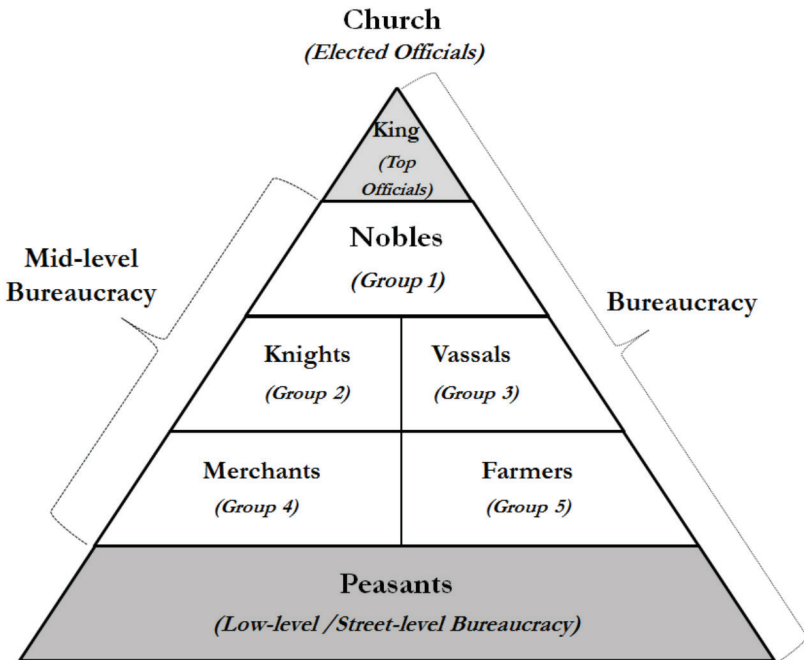 Church
(Elected Officials)
King
(Top
Officials)
Nobles
(Group 1)
Mid-level
Bureaucracy
Bureaucracy
Knights
(Group 2)
Vassals
(Group 3)
Merchants
(Group 4)
Farmers
(Group 5)
Peasants
(Low-level /Street-level Bureaucracy)